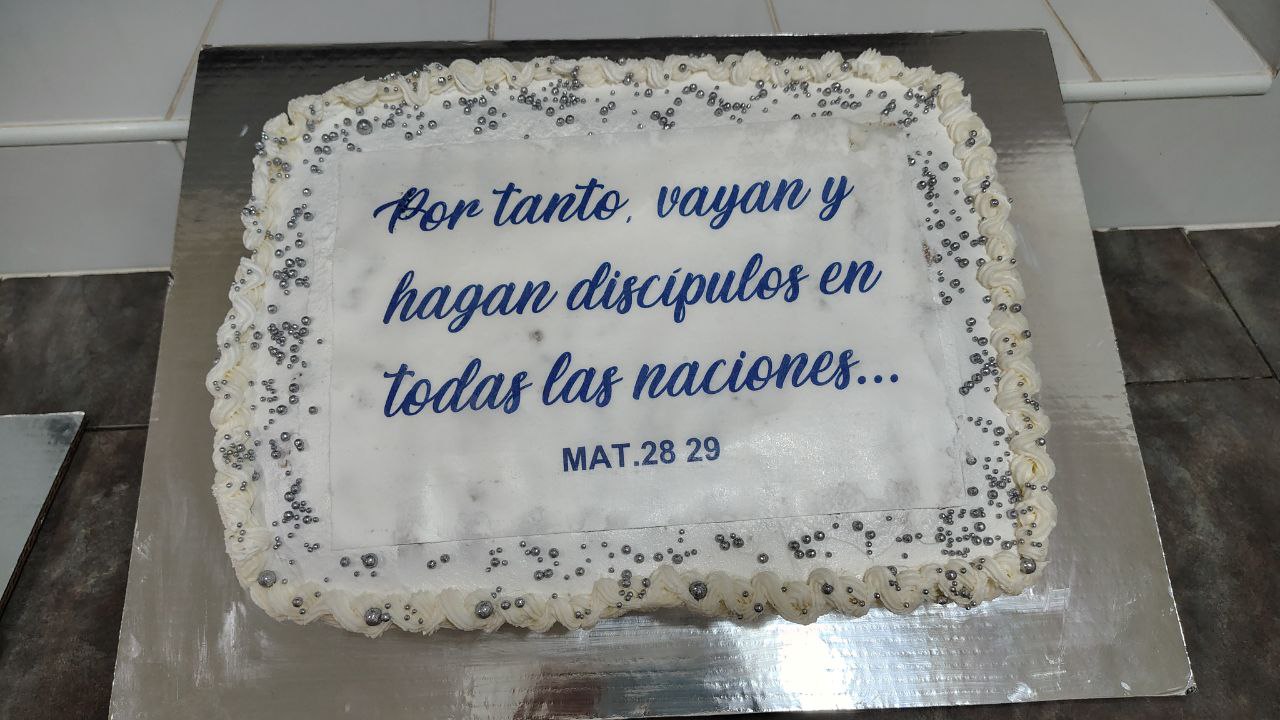 Por tanto, vayan y
hagan discípulos en
todas las naciones...
MAT.28 29